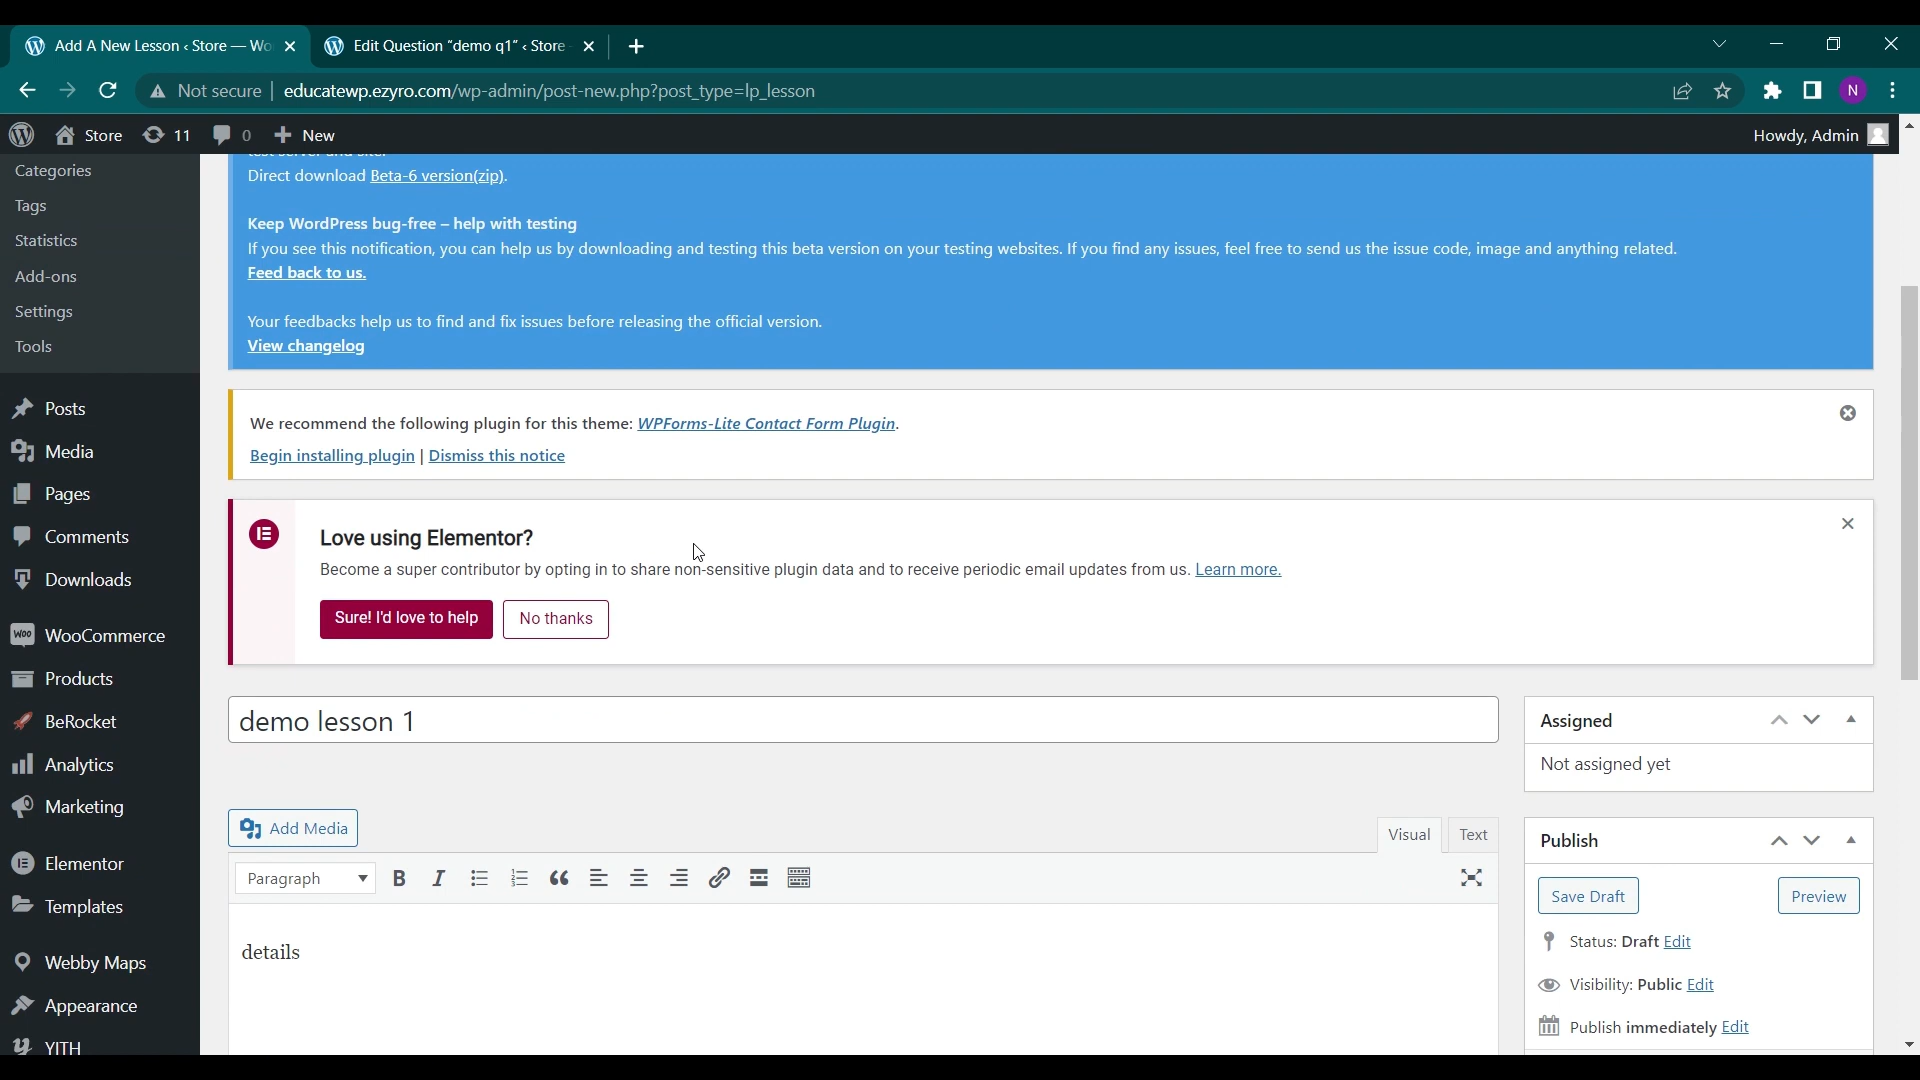 Add A New Lesson ‹ Store — Wo
Edit Question “demo q1” ‹ Store
Not secure
educatewp.ezyro.com/wp-admin/post-new.php?post_type=lp_lesson
N
Store
11
0
New
Howdy, Admin
Categories
Tags
Statistics
Add-ons
Settings
Tools
Posts
Media
Pages
Comments
Downloads
WooCommerce
Products
BeRocket
Analytics
Marketing
Elementor
Templates
Webby Maps
Appearance
YITH
Direct download Beta-6 version(zip).
Keep WordPress bug-free – help with testing
If you see this notification, you can help us by downloading and testing this beta version on your testing websites. If you find any issues, feel free to send us the issue code, image and anything related.
Feed back to us.
Your feedbacks help us to find and fix issues before releasing the official version.
View changelog
We recommend the following plugin for this theme: WPForms-Lite Contact Form Plugin.
Begin installing plugin | Dismiss this notice
Love using Elementor?
Become a super contributor by opting in to share non-sensitive plugin data and to receive periodic email updates from us. Learn more.
Sure! I'd love to help
No thanks
demo lesson 1
Add Media
Visual
Text
Paragraph
B
I
details
Assigned
Not assigned yet
Publish
Save Draft
Preview
Status: Draft Edit
Visibility: Public Edit
Publish immediately Edit